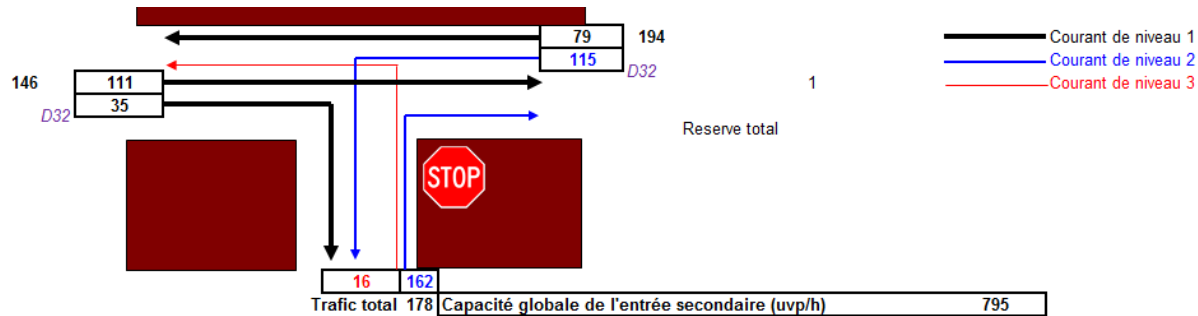 79 194
Courant de niveau 1
115
Courant de niveau 2
D32
146 111
1
Courant de niveau 3
35
D32
Reserve total
STOP
16 162
Trafic total 178 Capacité globale de l'entrée secondaire (uvp/h) 795